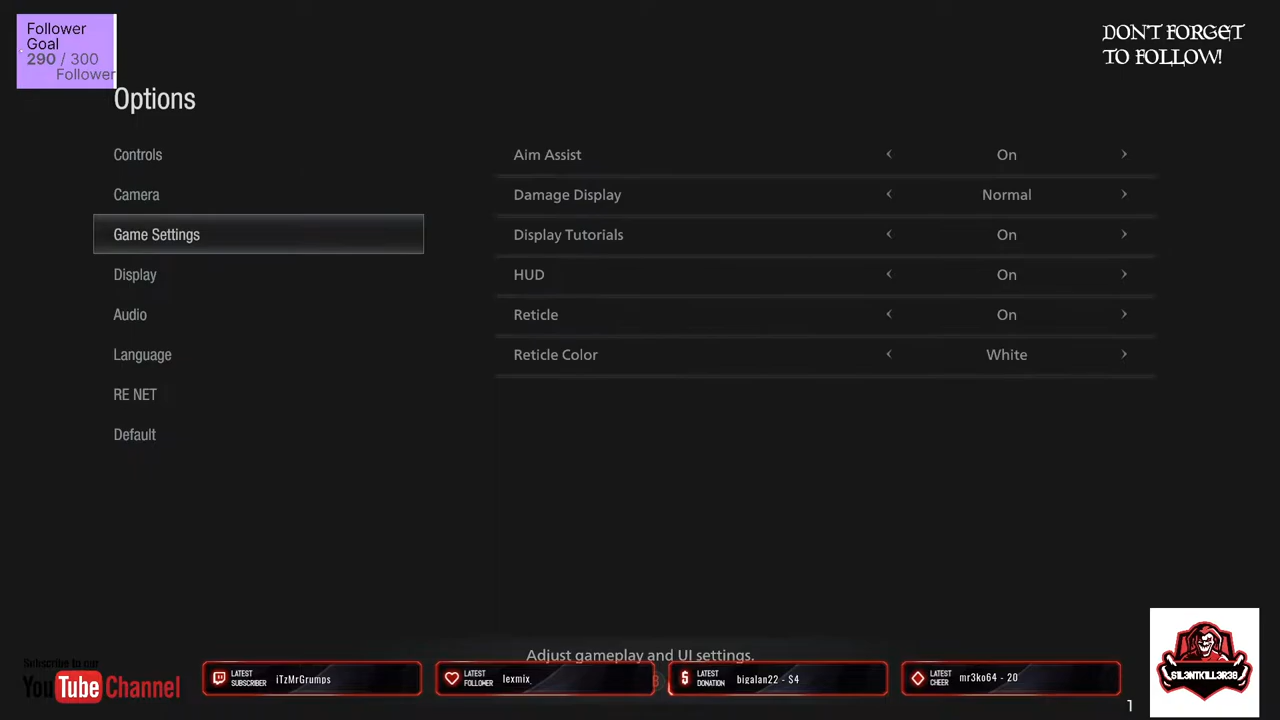 Follower
Goal
290 / 300
Follower
DON'T FORGET
TO FOLLOW!
Options
Controls
Camera
Game Settings
Display
Audio
Language
RE NET
Default
Aim Assist < On >
Damage Display < Normal >
Display Tutorials < On >
HUD < On >
Reticle < On >
Reticle Color < White >
Adjust gameplay and UI settings.
Subscribe to our
YouTube Channel
LATEST
SUBSCRIBER
iTzMrGrumps
LATEST
FOLLOWER
lexmix
LATEST
DONATION
bigalan22 - $4
LATEST
CHEER
mr3ko64 - 20
S1L3NTK1LL3R38
1